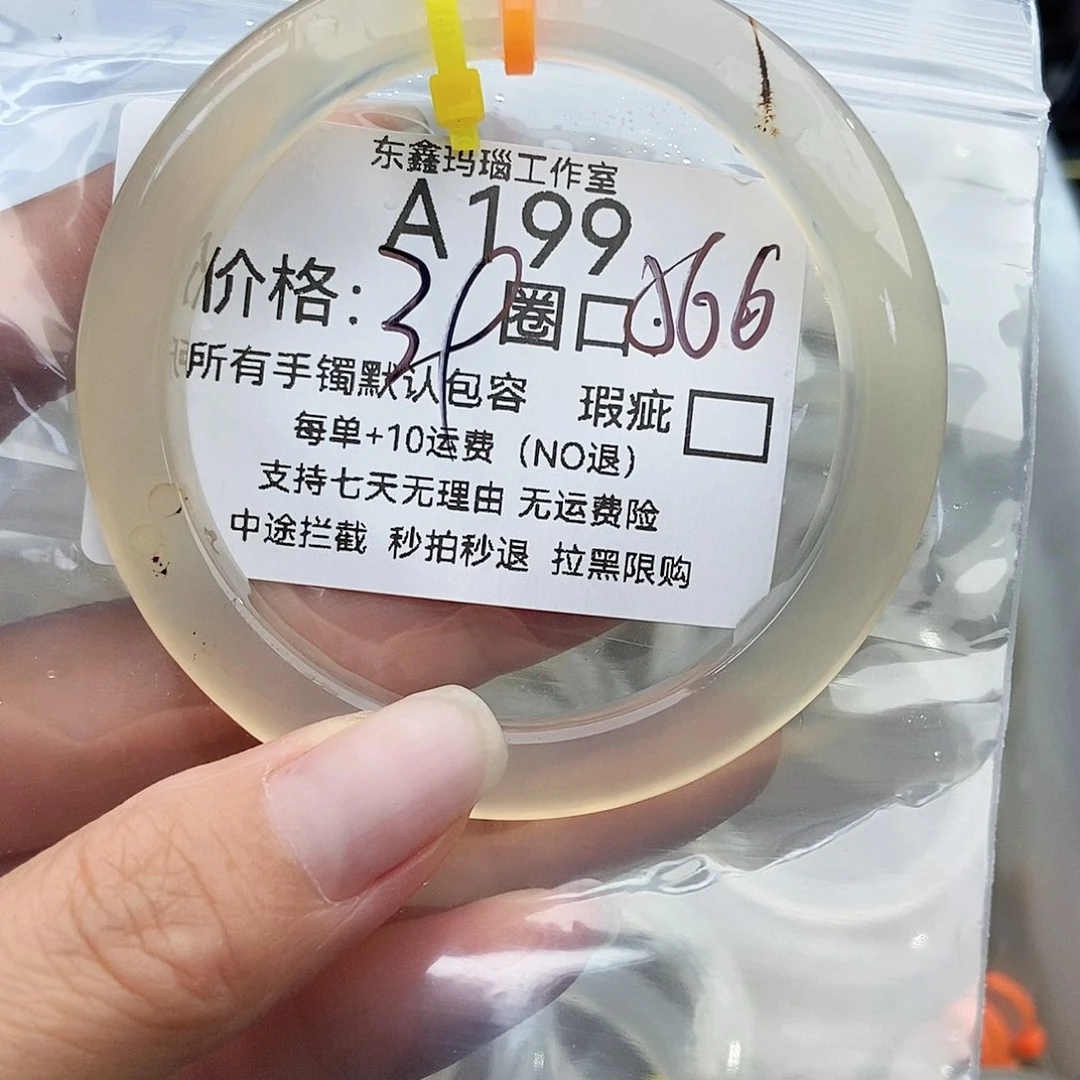 东鑫玛瑙工作室
A199
价格: 圈口 566
所有手镯默认包容 瑕疵
每单+10运费 (NO退)
支持七天无理由 无运费险
中途拦截 秒拍秒退 拉黑限购